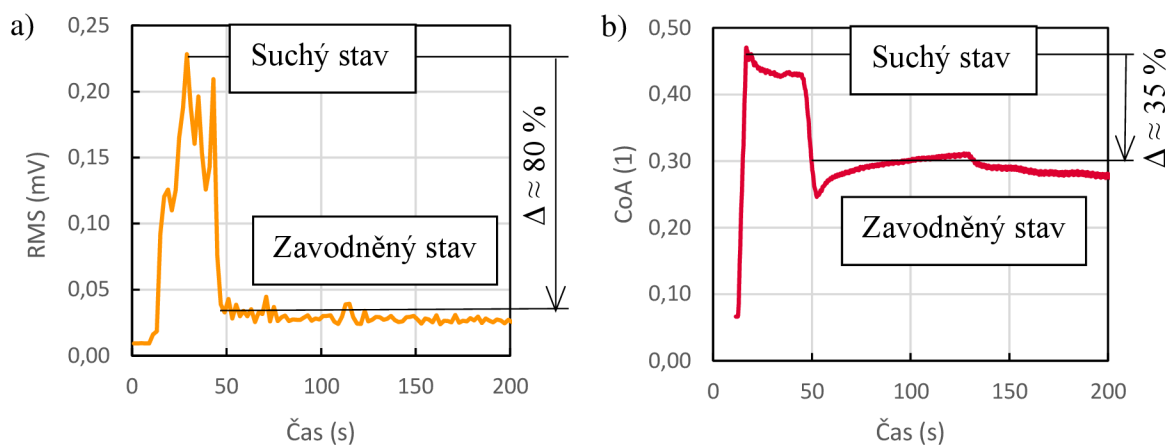 a)
0,25
0,20
0,15
0,10
0,05
0,00
RMS (mV)
0
50
100
150
200
Čas (s)
Suchý stav
Zavodněný stav
Δ ≈ 80 %
b)
0,50
0,40
0,30
0,20
0,10
0,00
CoA (1)
0
50
100
150
200
Čas (s)
Suchý stav
Zavodněný stav
Δ ≈ 35 %